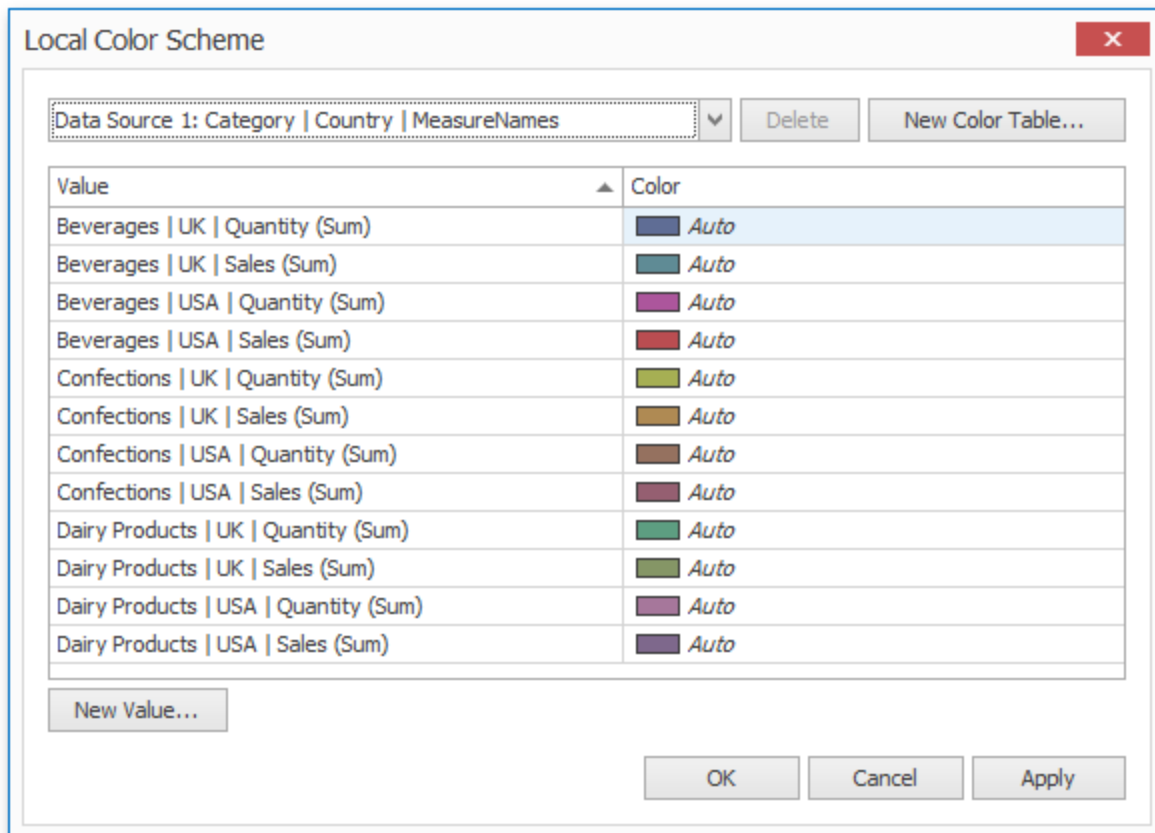 Local Color Scheme
Data Source 1: Category | Country | MeasureNames
Delete
New Color Table...
Value Color
Beverages | UK | Quantity (Sum) Auto
Beverages | UK | Sales (Sum) Auto
Beverages | USA | Quantity (Sum) Auto
Beverages | USA | Sales (Sum) Auto
Confections | UK | Quantity (Sum) Auto
Confections | UK | Sales (Sum) Auto
Confections | USA | Quantity (Sum) Auto
Confections | USA | Sales (Sum) Auto
Dairy Products | UK | Quantity (Sum) Auto
Dairy Products | UK | Sales (Sum) Auto
Dairy Products | USA | Quantity (Sum) Auto
Dairy Products | USA | Sales (Sum) Auto
New Value...
OK Cancel Apply